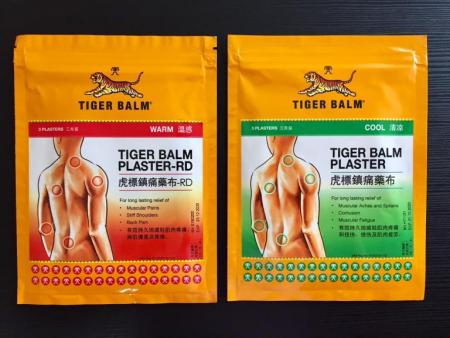 TIGER BALM®
3 PLASTERS 三片裝
WARM 溫感
TIGER BALM
PLASTER-RD
虎標鎮痛藥布-RD
For long lasting relief of
• Muscular Pains
• Stiff Shoulders
• Back Pain
TIGER BALM®
3 PLASTERS 三片裝
COOL 清涼
TIGER BALM
PLASTER
虎標鎮痛藥布
For long lasting relief of
• Muscular Aches and Sprains
• Contusion
• Muscular Fatigue